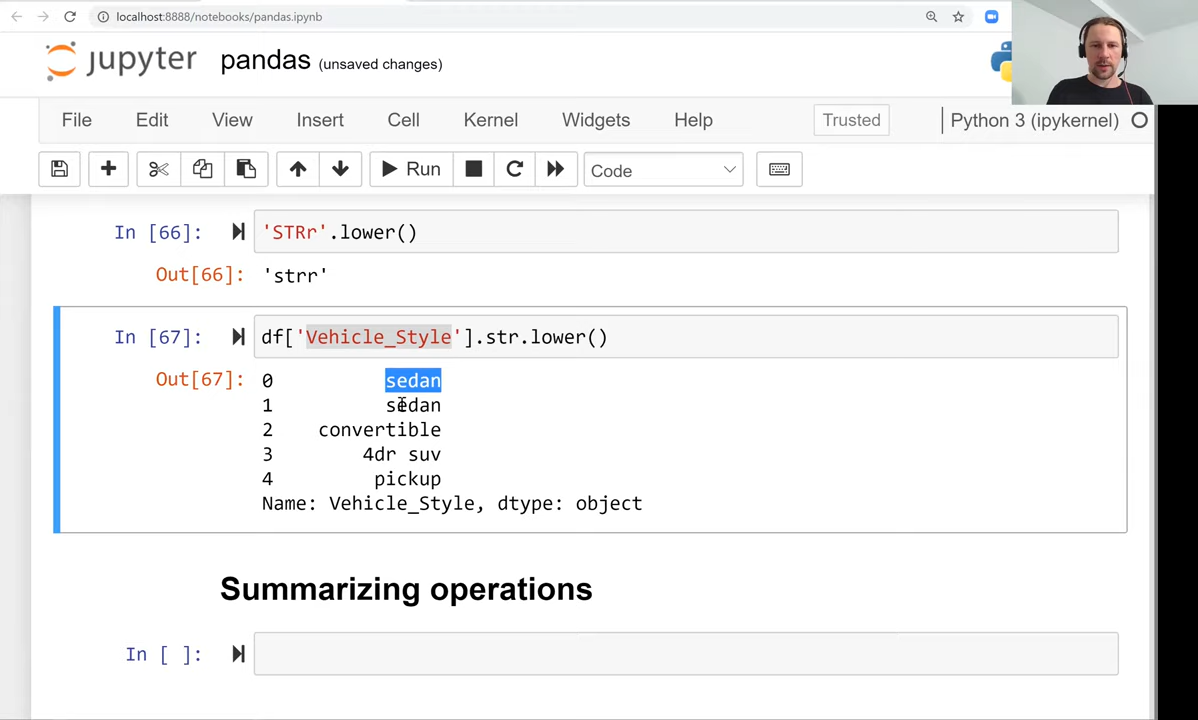 localhost:8888/notebooks/pandas.ipynb
jupyter pandas (unsaved changes)
File Edit View Insert Cell Kernel Widgets Help Trusted Python 3 (ipykernel)
Run Code
In [66]: 'STRr'.lower()
Out[66]: 'strr'
In [67]: df['Vehicle_Style'].str.lower()
Out[67]: 0 sedan
1 sedan
2 convertible
3 4dr suv
4 pickup
Name: Vehicle_Style, dtype: object
Summarizing operations
In [ ]: